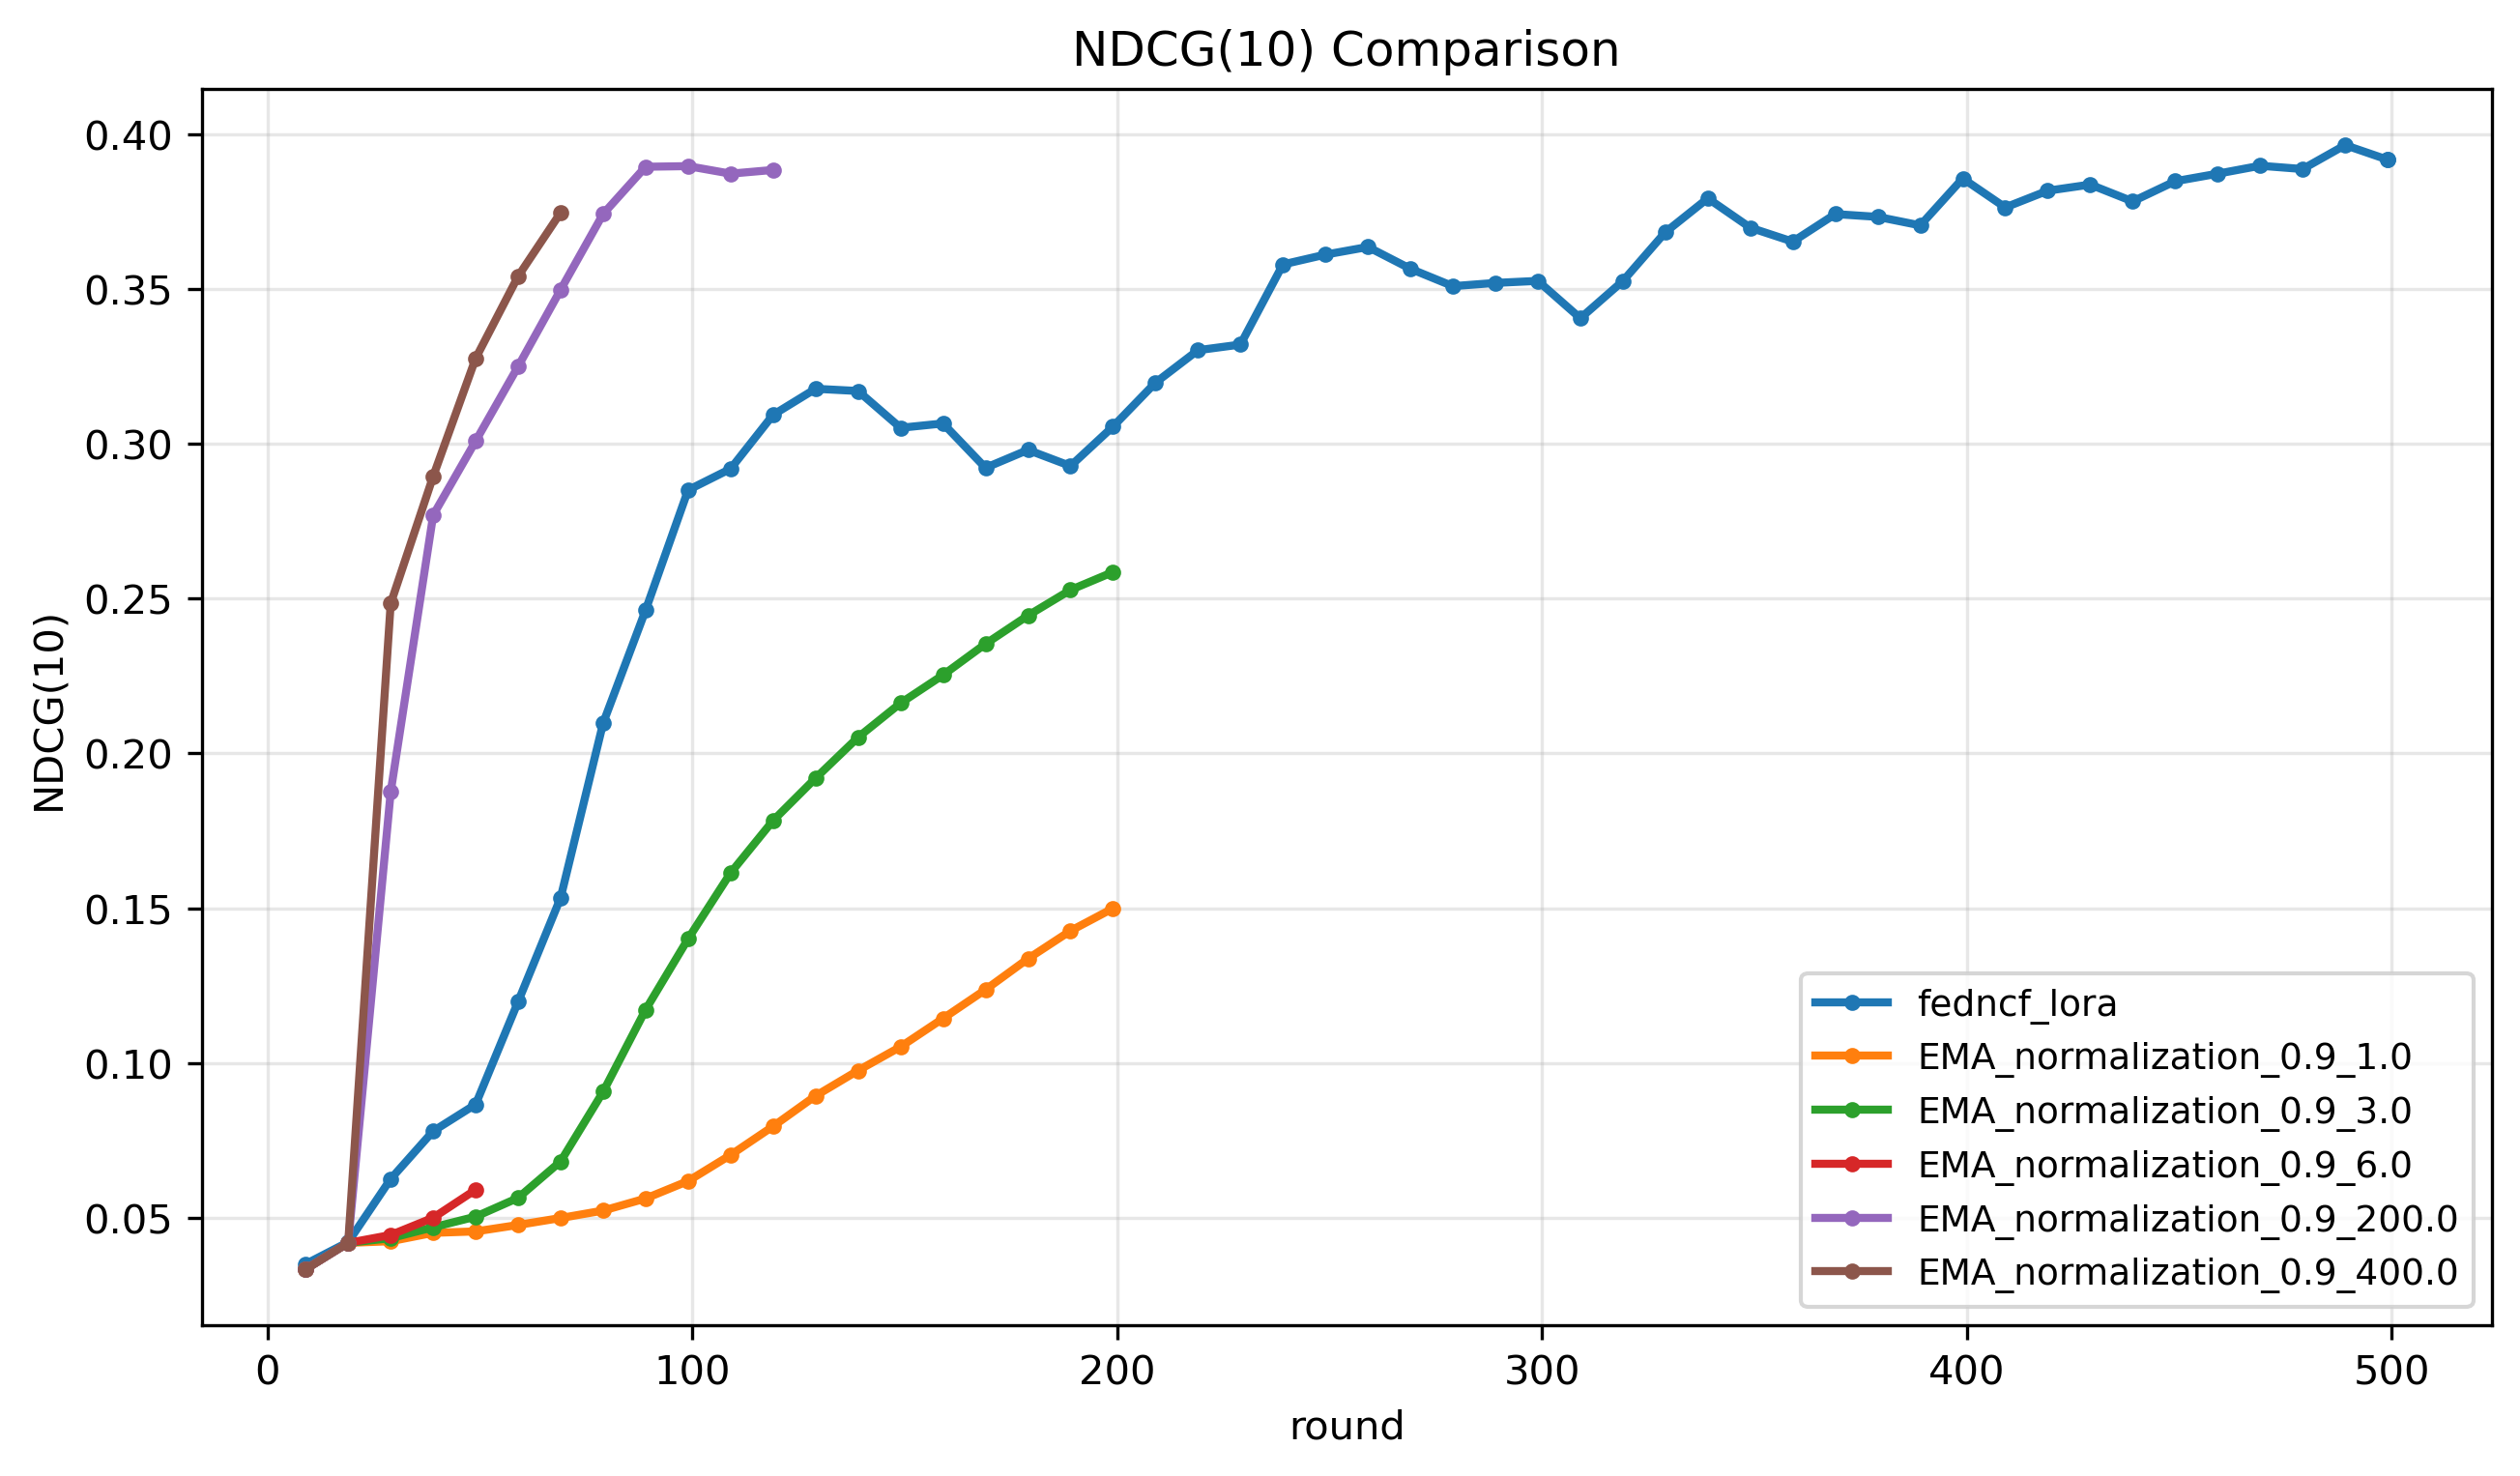 NDCG(10) Comparison
NDCG(10)
0.40
0.35
0.30
0.25
0.20
0.15
0.10
0.05
0 100 200 300 400 500
round
fedncf_lora
EMA_normalization_0.9_1.0
EMA_normalization_0.9_3.0
EMA_normalization_0.9_6.0
EMA_normalization_0.9_200.0
EMA_normalization_0.9_400.0